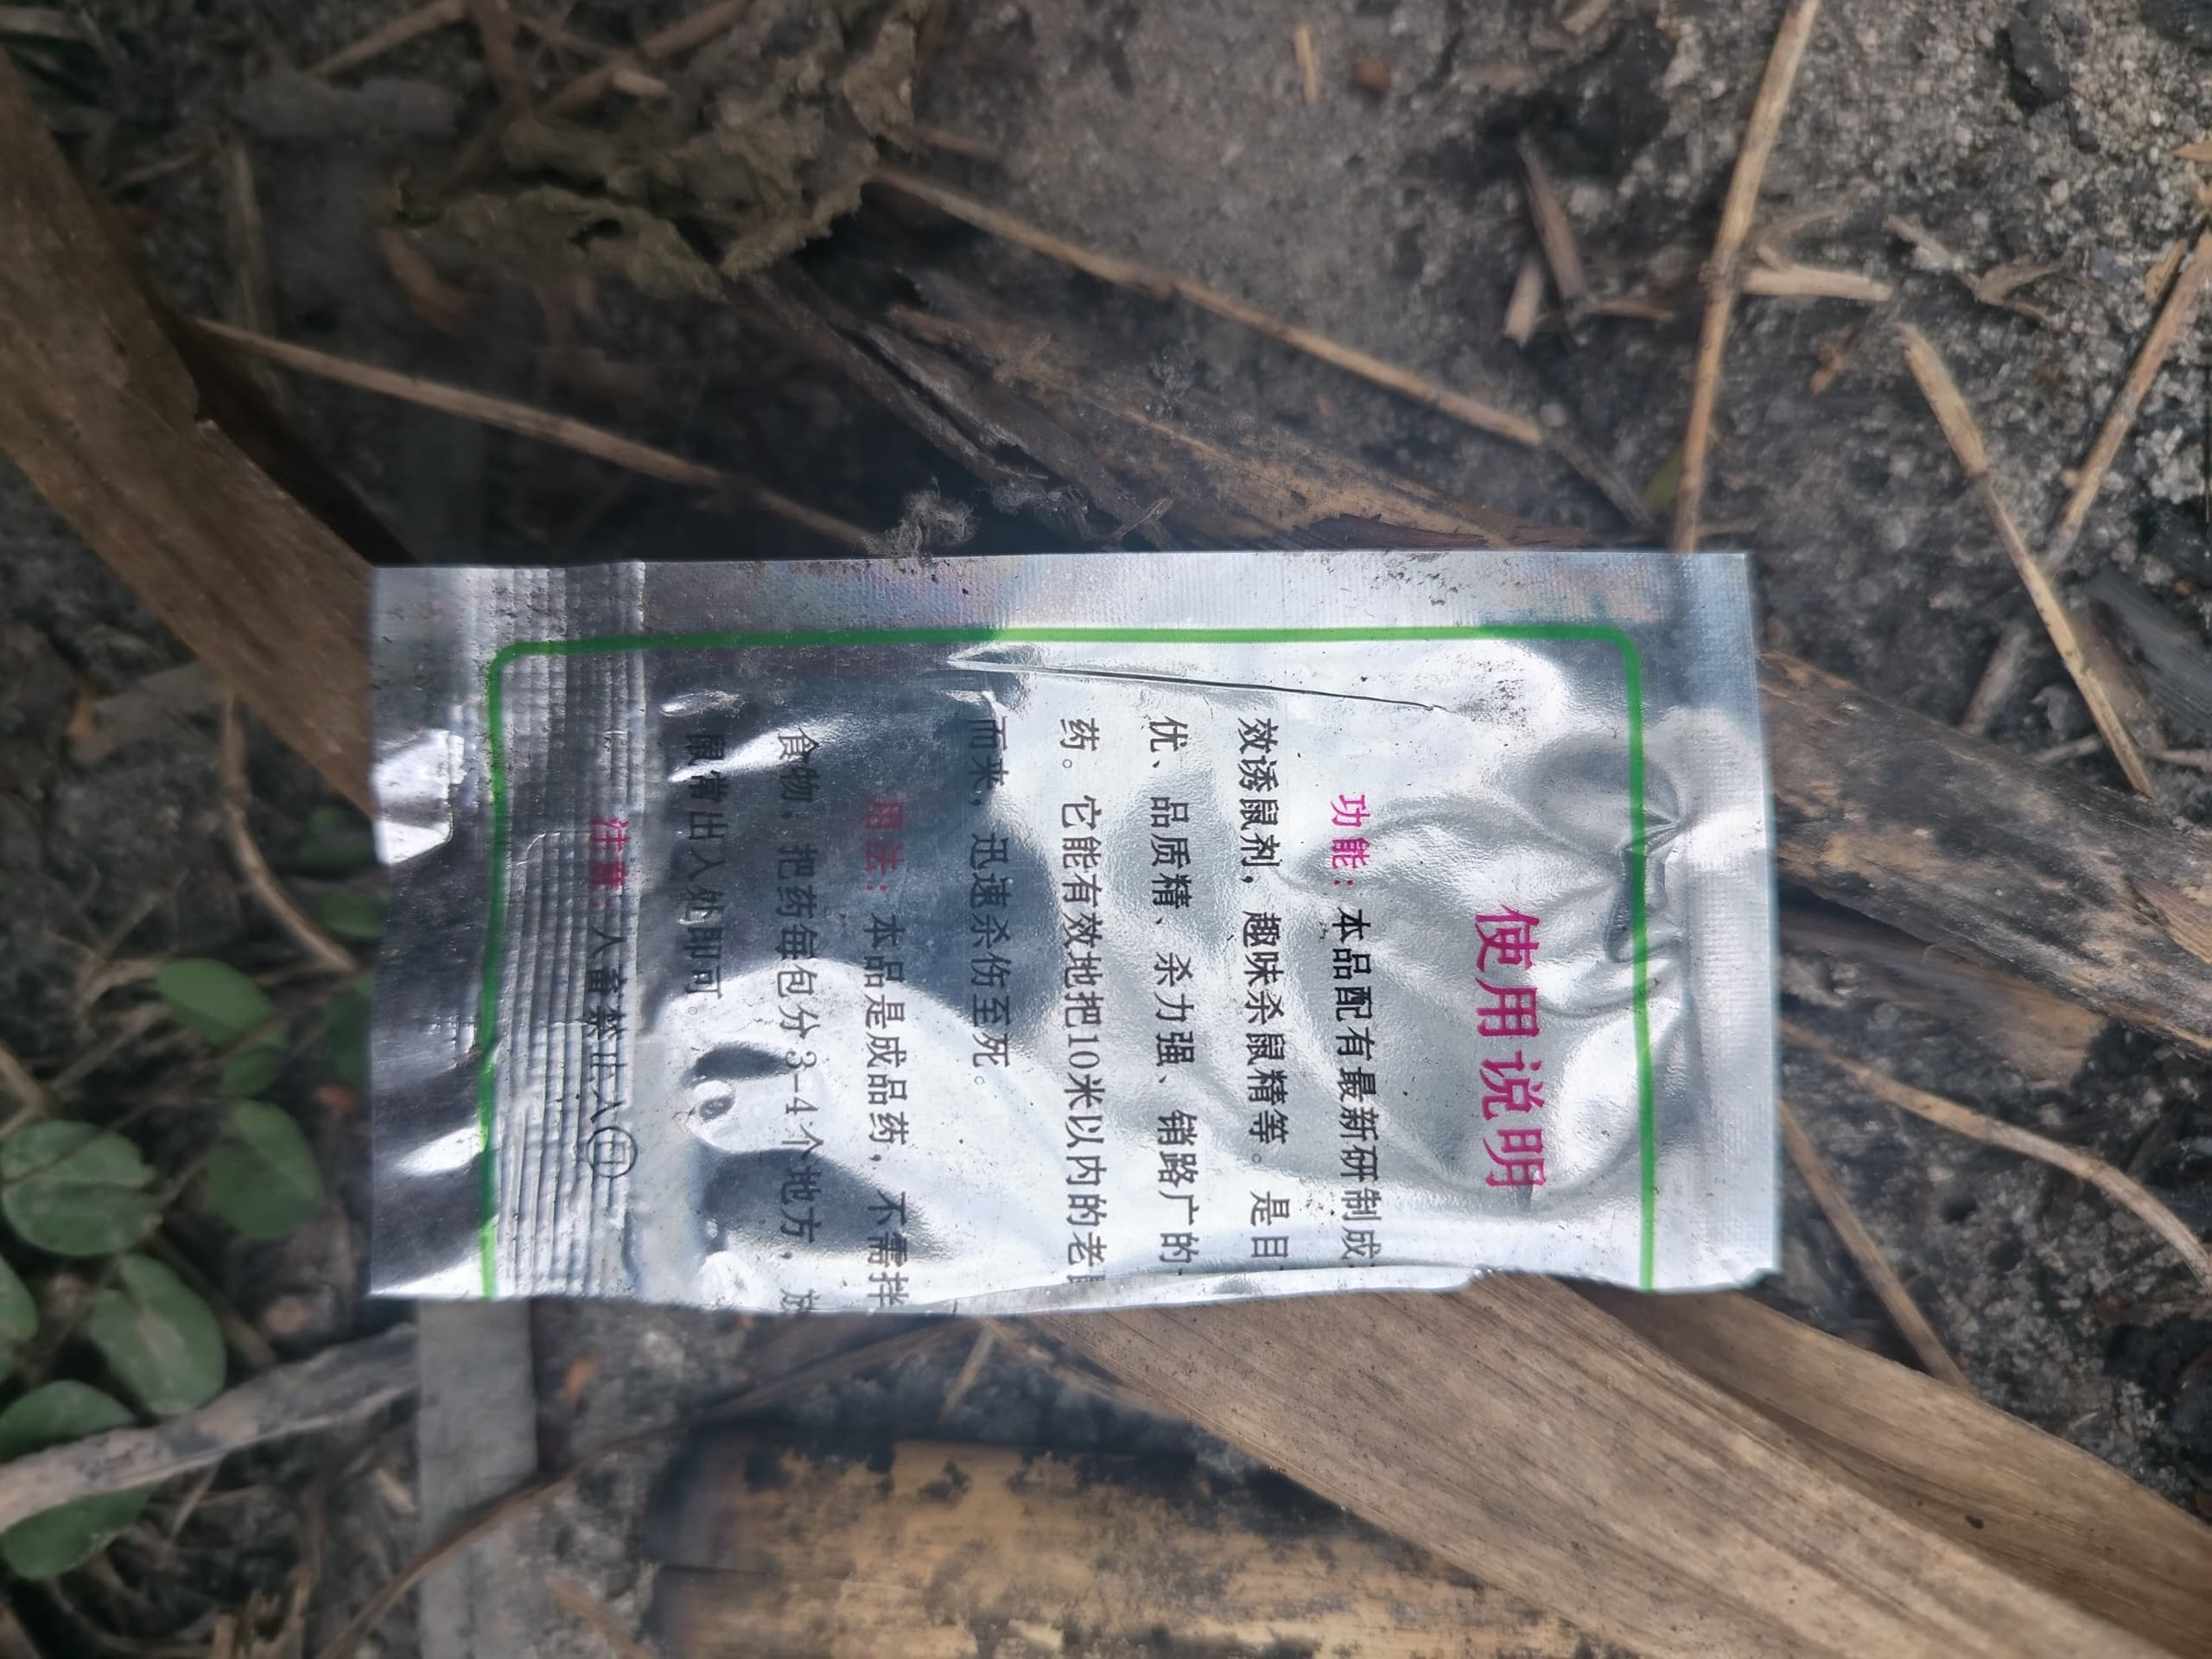 使用说明
功能：本品配有最新研制成
效诱鼠剂，趣味杀鼠精等。是目
优、品质精、杀力强、销路广的
药。它能有效地把10米以内的老
而来，迅速杀伤至死。
用法：本品是成品药，不需拌
食物，把药每包分3-4个地方，放
鼠常出入处即可。
注意：人畜禁止入口